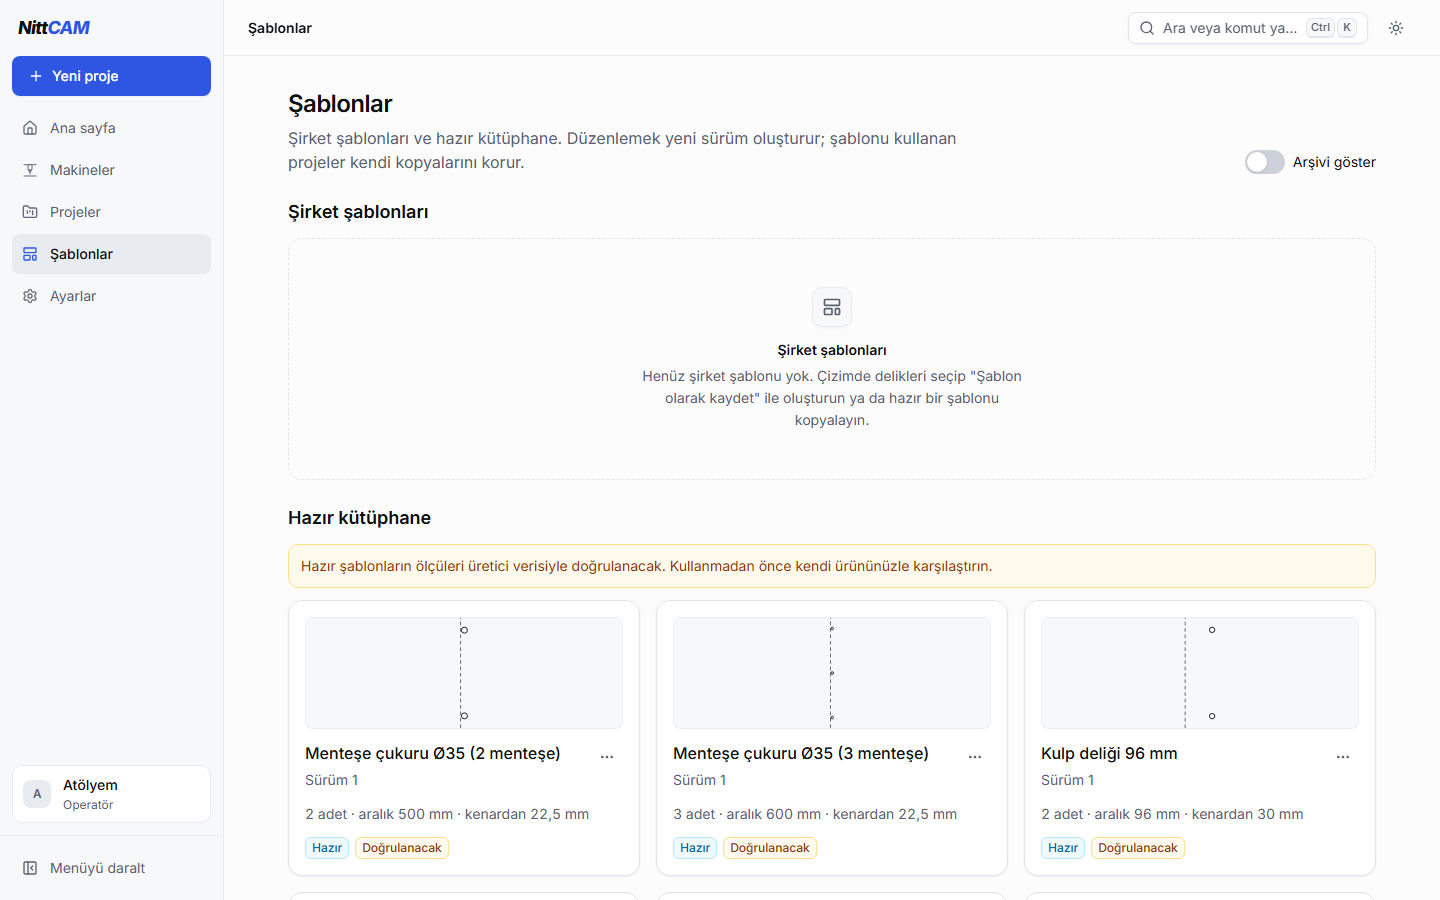 NittCAM
Şablonlar
Ara veya komut ya...
Ctrl
K
Yeni proje
Ana sayfa
Makineler
Projeler
Şablonlar
Ayarlar
Şablonlar
Şirket şablonları ve hazır kütüphane. Düzenlemek yeni sürüm oluşturur; şablonu kullanan
projeler kendi kopyalarını korur.
Arşivi göster
Şirket şablonları
Şirket şablonları
Henüz şirket şablonu yok. Çizimde delikleri seçip "Şablon
olarak kaydet" ile oluşturun ya da hazır bir şablonu
kopyalayın.
Hazır kütüphane
Hazır şablonların ölçüleri üretici verisiyle doğrulanacak. Kullanmadan önce kendi ürününüzle karşılaştırın.
Menteşe çukuru Ø35 (2 menteşe)
Sürüm 1
2 adet · aralık 500 mm · kenardan 22,5 mm
Hazır
Doğrulanacak
Menteşe çukuru Ø35 (3 menteşe)
Sürüm 1
3 adet · aralık 600 mm · kenardan 22,5 mm
Hazır
Doğrulanacak
Kulp deliği 96 mm
Sürüm 1
2 adet · aralık 96 mm · kenardan 30 mm
Hazır
Doğrulanacak
A
Atölyem
Operatör
Menüyü daralt